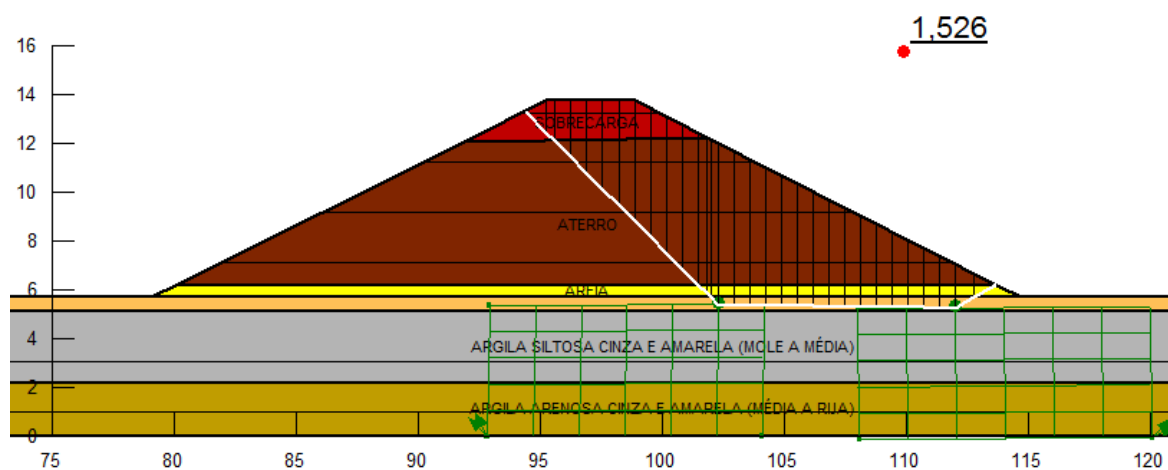 1,526
16
14
12
10
8
6
4
2
0
SOBRECARGA
ATERRO
AREIA
ARGILA SILTOSA CINZA E AMARELA (MOLE A MÉDIA)
ARGILA ARENOSA CINZA E AMARELA (MÉDIA A RIJA)
75 80 85 90 95 100 105 110 115 120